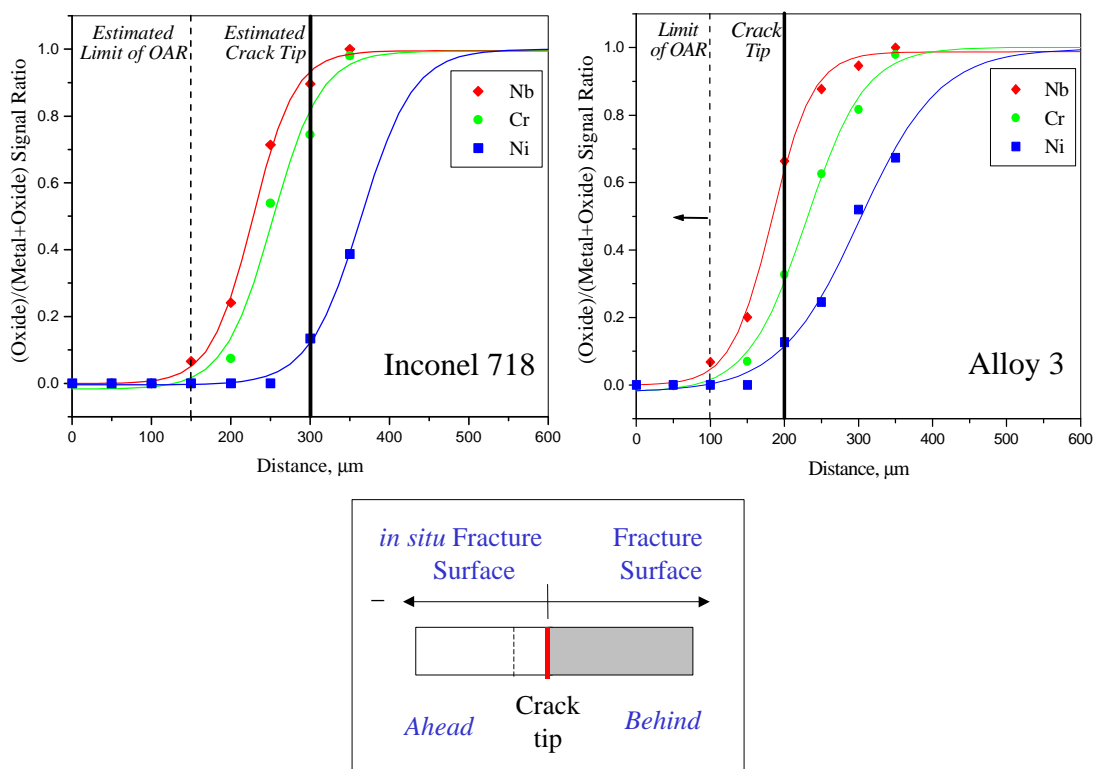 Estimated
Limit of OAR
Estimated
Crack Tip
1.0
0.8
0.6
0.4
0.2
0.0
(Oxide)/(Metal+Oxide) Signal Ratio
Nb
Cr
Ni
Inconel 718
0
100
200
300
400
500
600
Distance, μm
Limit
of OAR
Crack
Tip
1.0
0.8
0.6
0.4
0.2
0.0
(Oxide)/(Metal+Oxide) Signal Ratio
Nb
Cr
Ni
Alloy 3
0
100
200
300
400
500
600
Distance, μm
in situ Fracture
Surface
Fracture
Surface
–
Ahead
Crack
tip
Behind